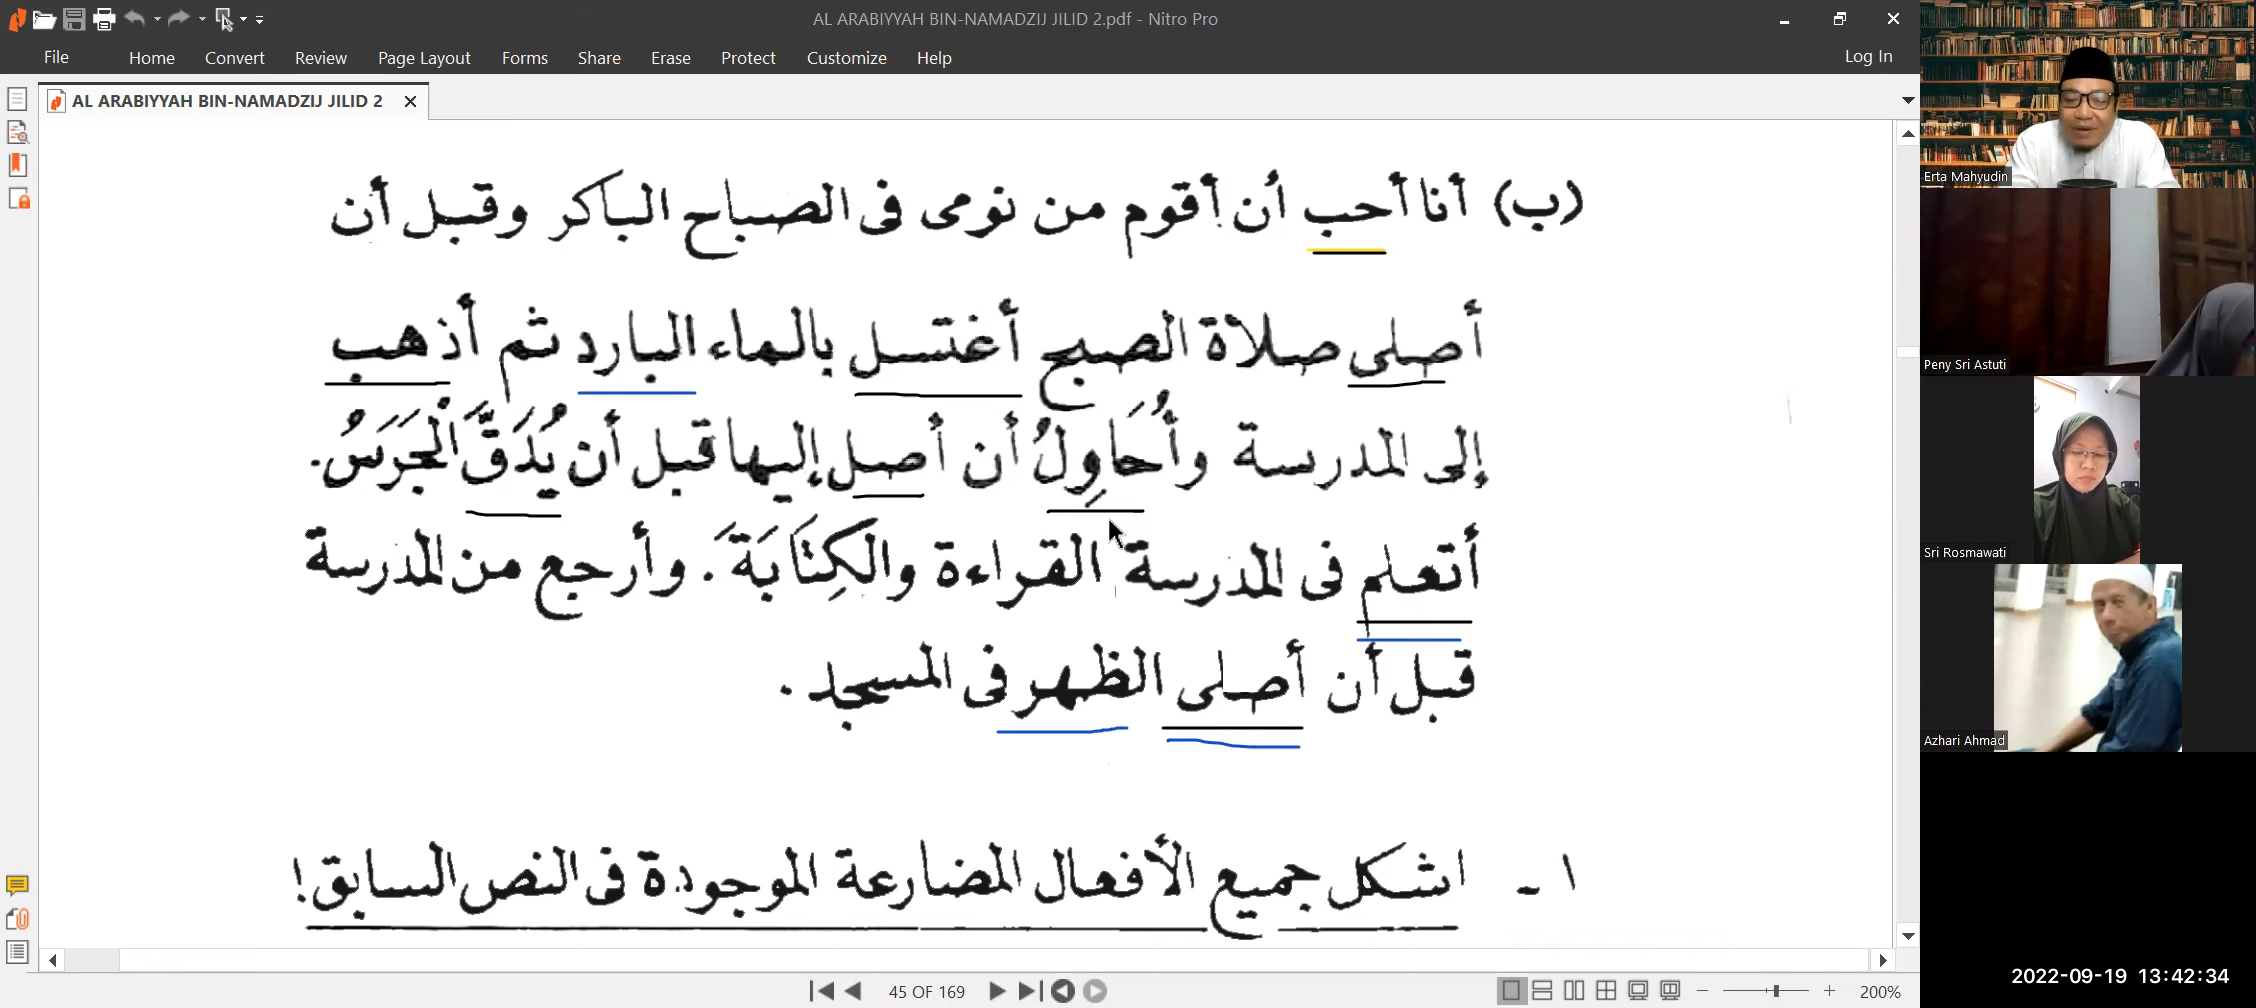 AL ARABIYYAH BIN-NAMADZIJ JILID 2.pdf - Nitro Pro
File Home Convert Review Page Layout Forms Share Erase Protect Customize Help Log In
AL ARABIYYAH BIN-NAMADZIJ JILID 2
(ب) أنا أحب أن أقوم من نومى فى الصباح الباكر وقبل أن
أصلى صلاة الصبح أغتسل بالماء البارد ثم أذهب
إلى المدرسة وأُحَاوِلُ أن أصل إليها قبل أن يُدَقَّ الْجَرَسُ.
أتعلم فى المدرسة القراءة والكِتَابَةَ. وأرجع من المدرسة
قبل أن أصلى الظهر فى المسجد.
١- اشكل جميع الأفعال المضارعة الموجودة فى النص السابق!
45 OF 169
200%
Erta Mahyudin
Peny Sri Astuti
Sri Rosmawati
Azhari Ahmad
2022-09-19 13:42:34